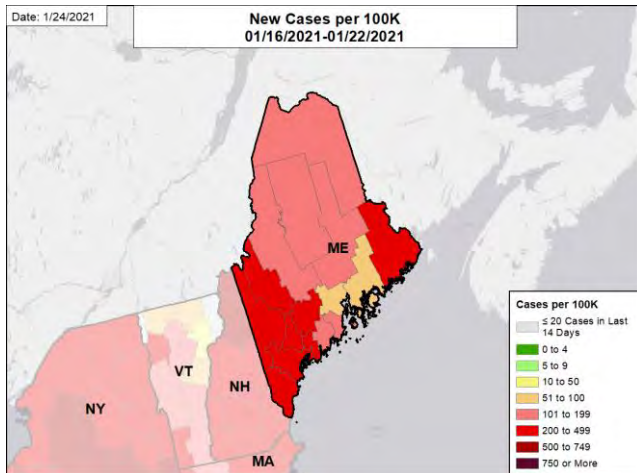 Date: 1/24/2021
New Cases per 100K
01/16/2021-01/22/2021
ME
VT
NH
NY
MA
Cases per 100K
≤ 20 Cases in Last
14 Days
0 to 4
5 to 9
10 to 50
51 to 100
101 to 199
200 to 499
500 to 749
750 or More